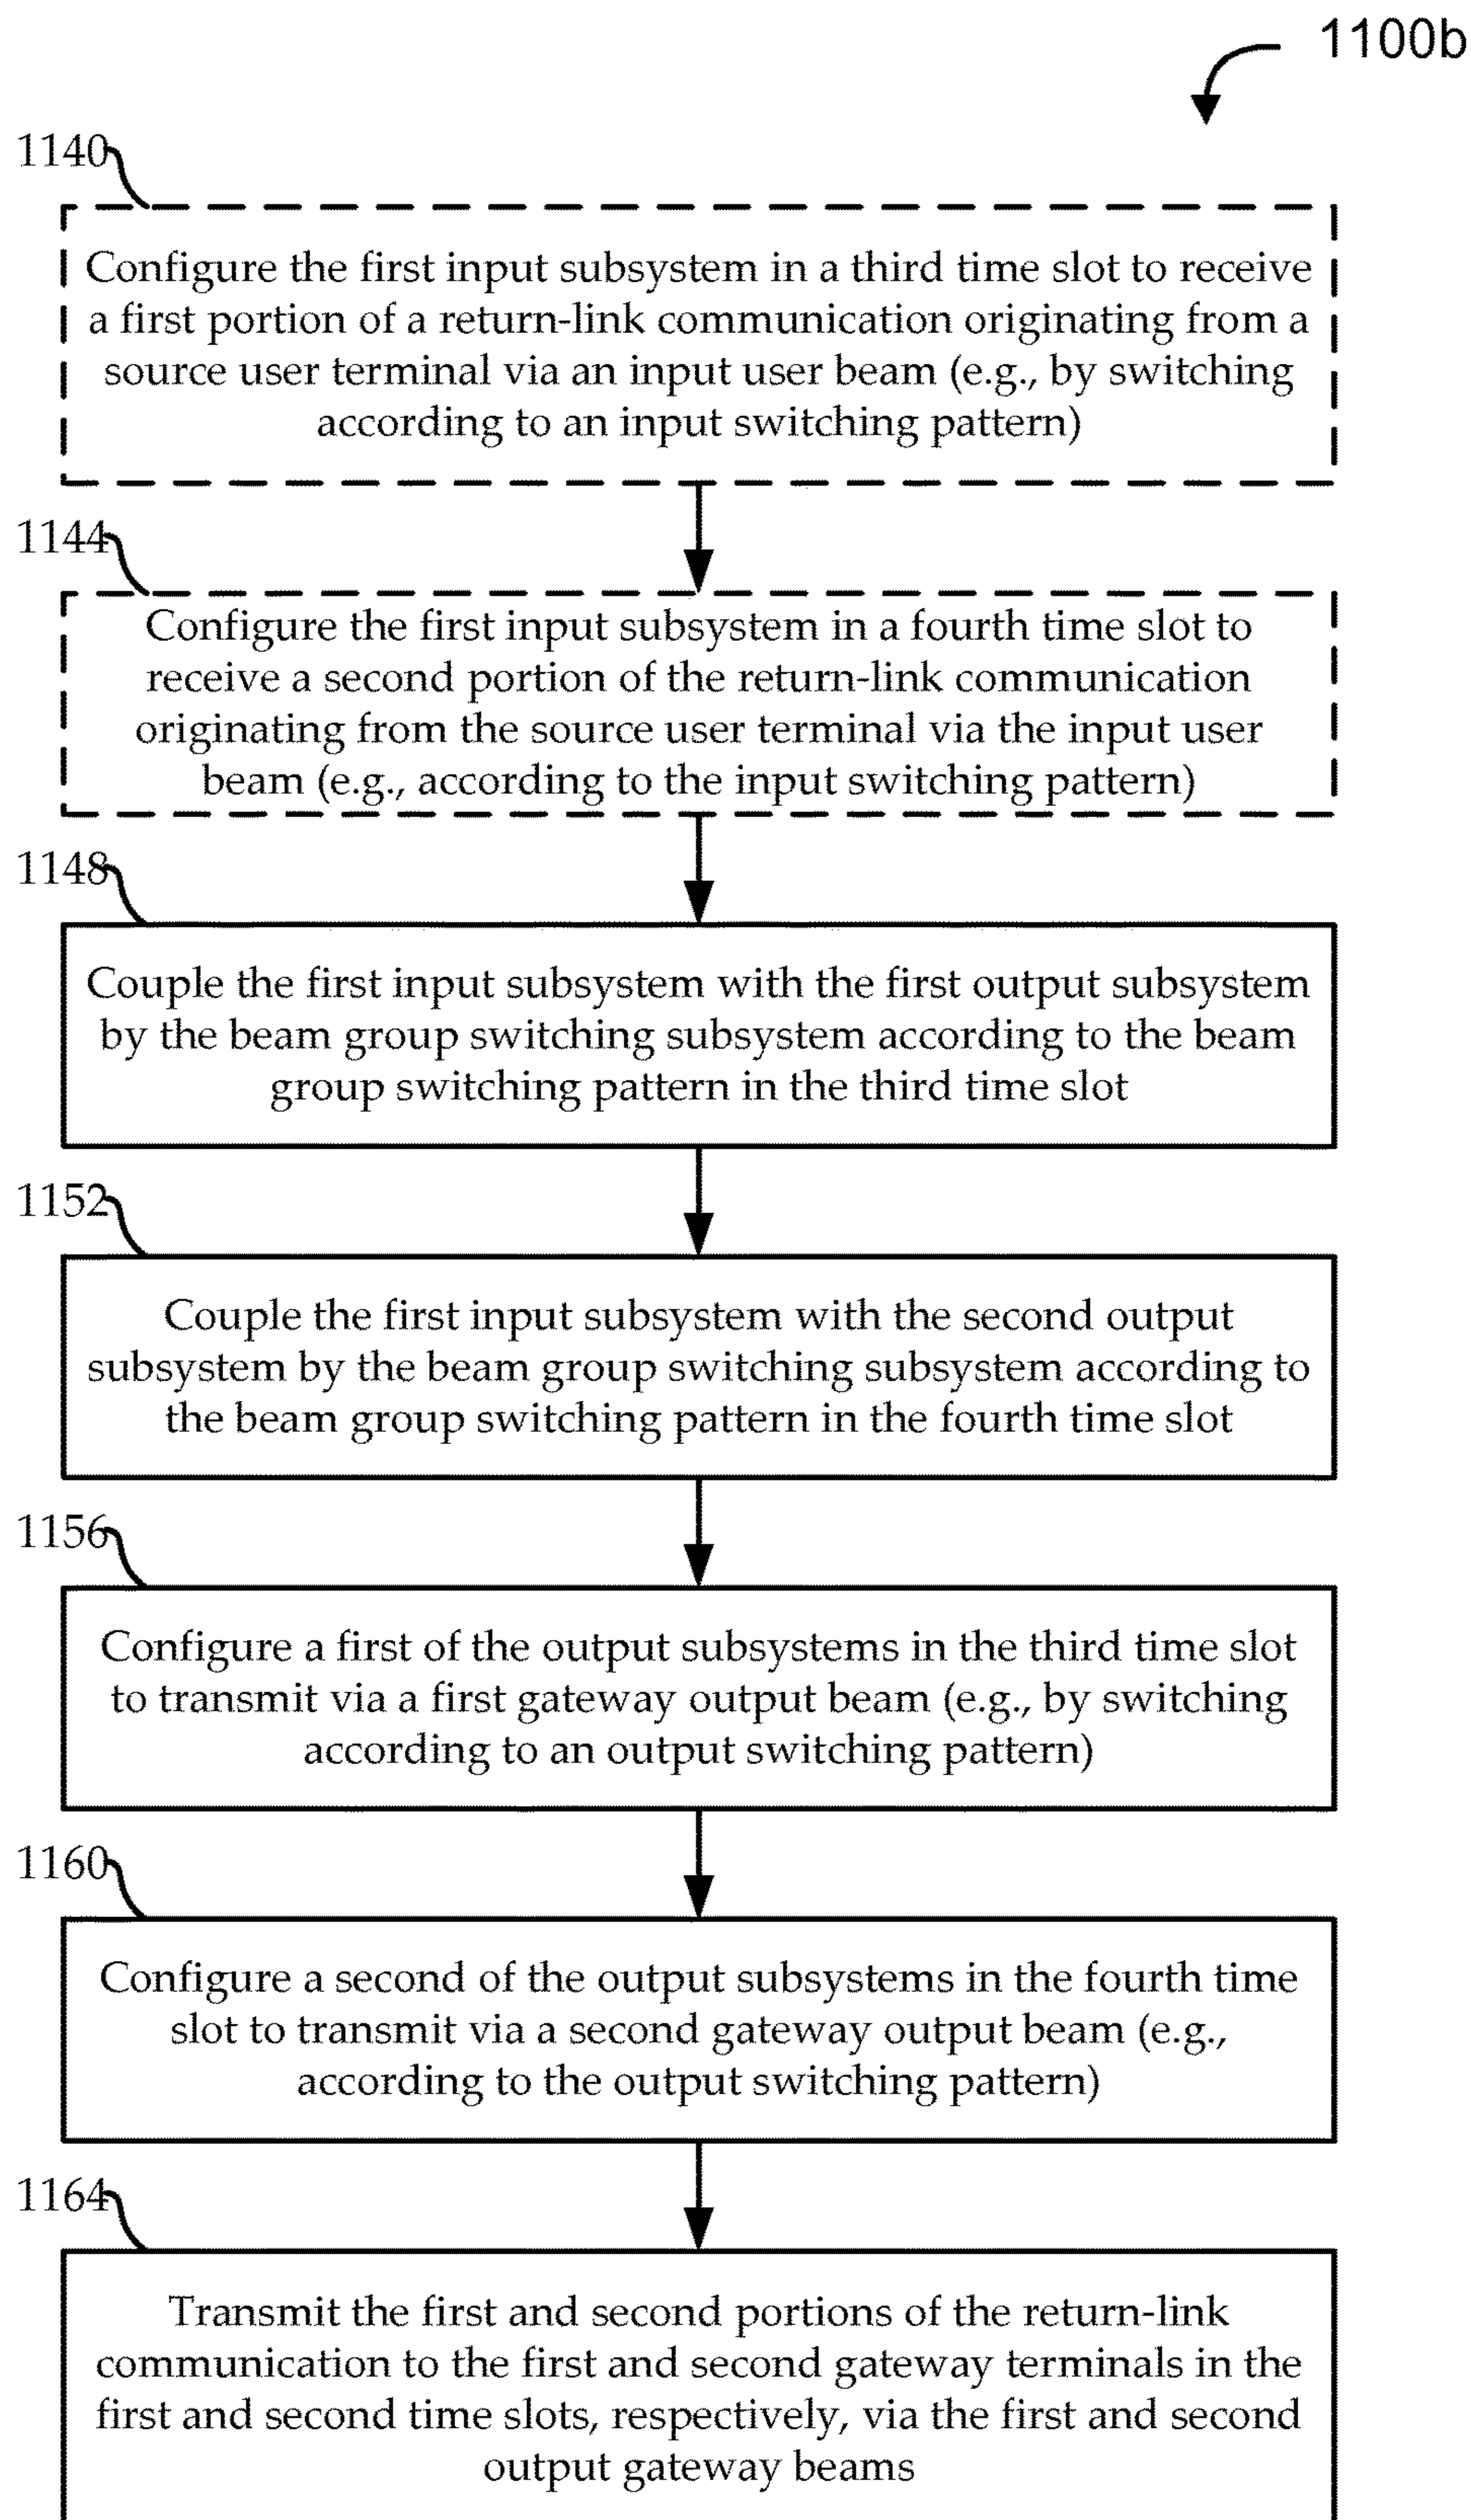 1100b
1140
Configure the first input subsystem in a third time slot to receive
a first portion of a return-link communication originating from a
source user terminal via an input user beam (e.g., by switching
according to an input switching pattern)
1144
Configure the first input subsystem in a fourth time slot to
receive a second portion of the return-link communication
originating from the source user terminal via the input user
beam (e.g., according to the input switching pattern)
1148
Couple the first input subsystem with the first output subsystem
by the beam group switching subsystem according to the beam
group switching pattern in the third time slot
1152
Couple the first input subsystem with the second output
subsystem by the beam group switching subsystem according to
the beam group switching pattern in the fourth time slot
1156
Configure a first of the output subsystems in the third time slot
to transmit via a first gateway output beam (e.g., by switching
according to an output switching pattern)
1160
Configure a second of the output subsystems in the fourth time
slot to transmit via a second gateway output beam (e.g.,
according to the output switching pattern)
1164
Transmit the first and second portions of the return-link
communication to the first and second gateway terminals in the
first and second time slots, respectively, via the first and second
output gateway beams